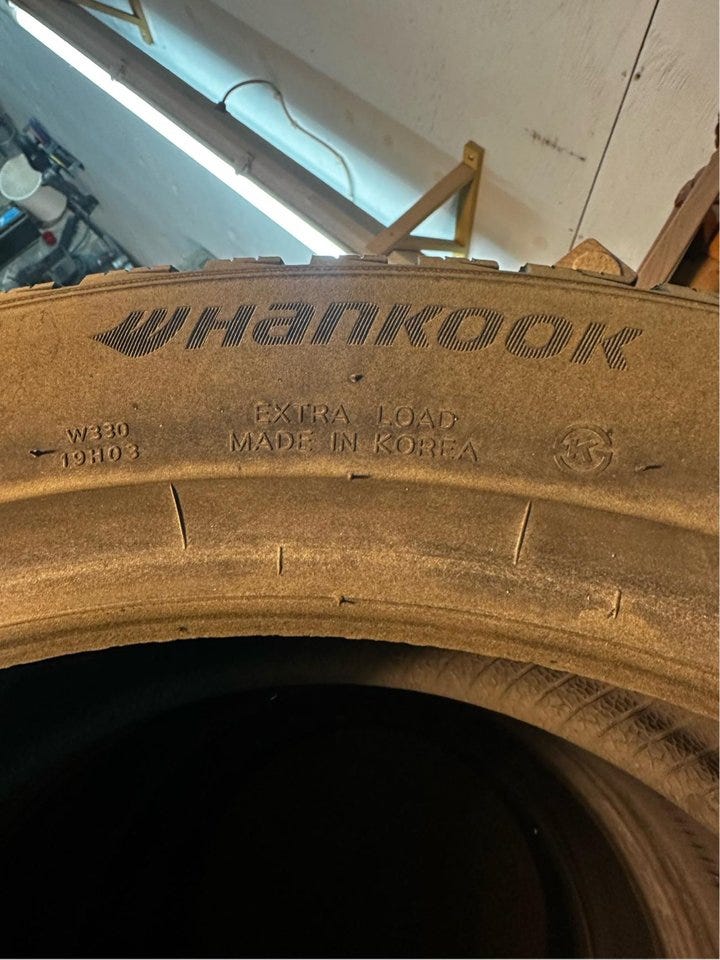 Hankook
EXTRA LOAD
MADE IN KOREA
W330
19H03
K